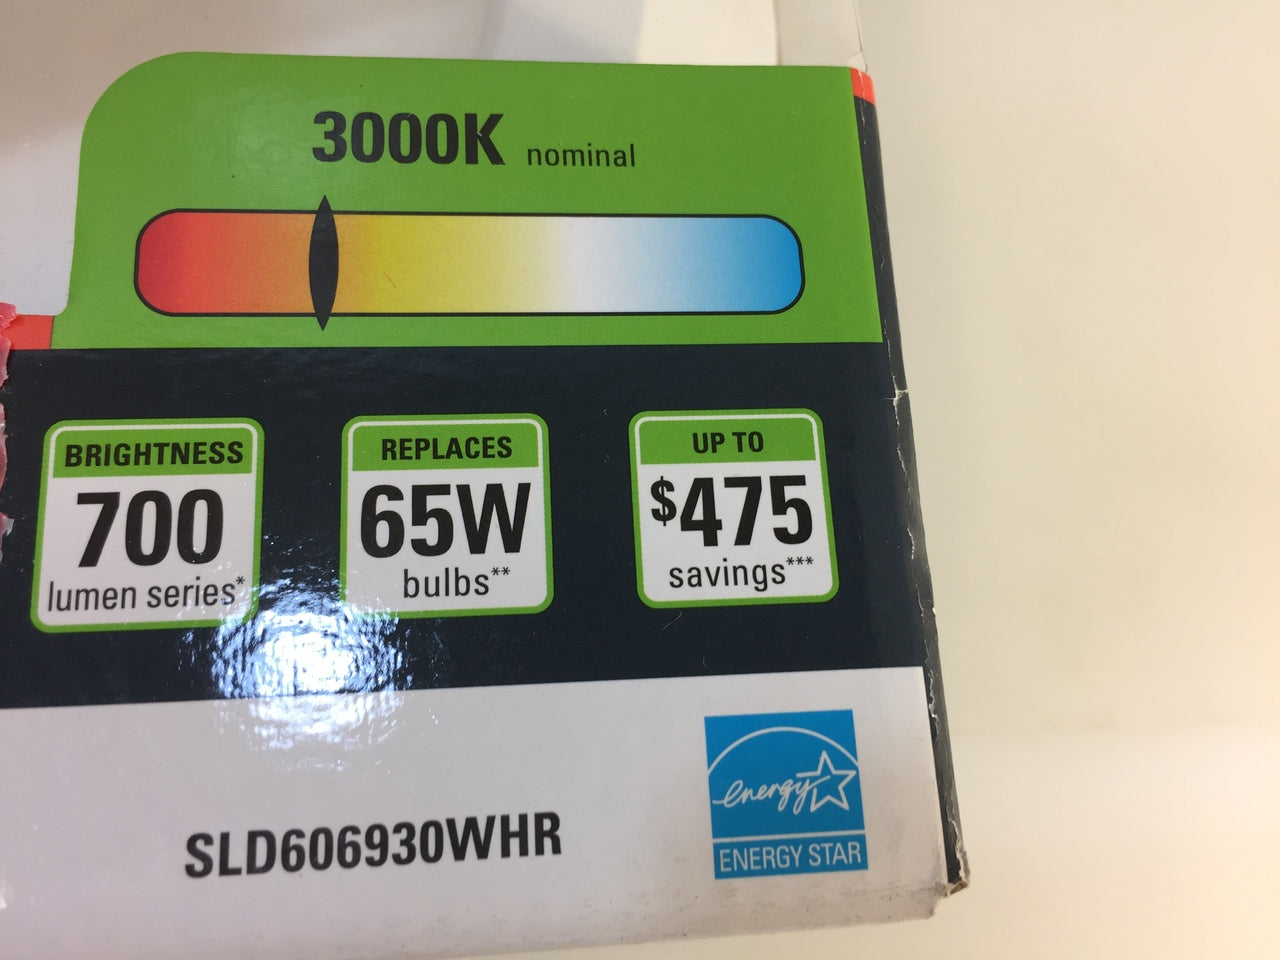 3000K nominal
BRIGHTNESS
700
lumen series*
REPLACES
65W
bulbs**
UP TO
$475
savings***
SLD606930WHR
energy
ENERGY STAR